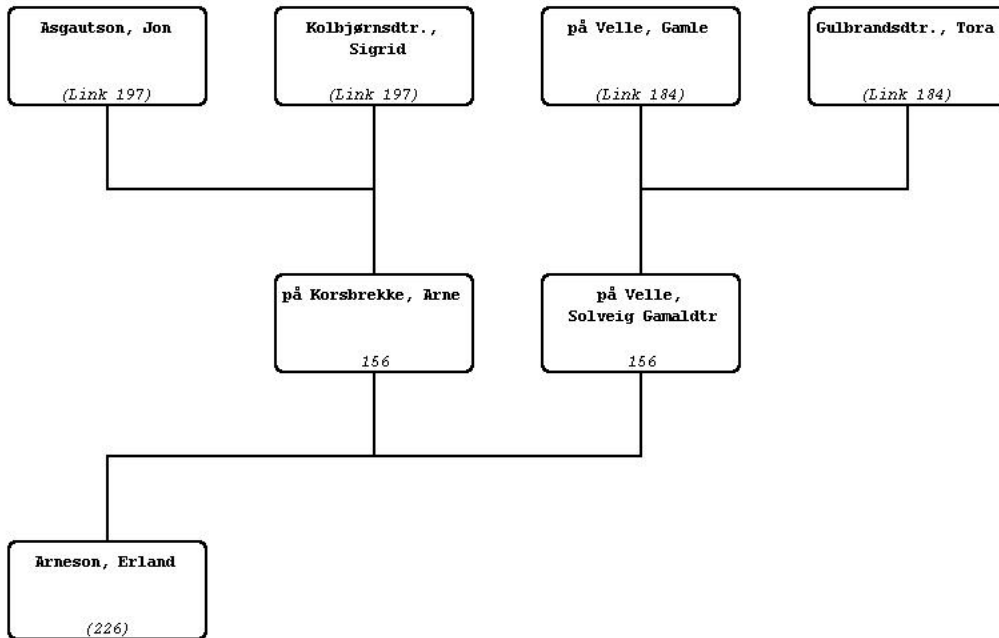 Asgautson, Jon
(Link 197)
Kolbjørnsdtr.,
Sigrid
(Link 197)
på Velle, Gamle
(Link 184)
Gulbrandsdtr., Tora
(Link 184)
på Korsbrekke, Arne
156
på Velle,
Solveig Gamaldtr
156
Arneson, Erland
(226)